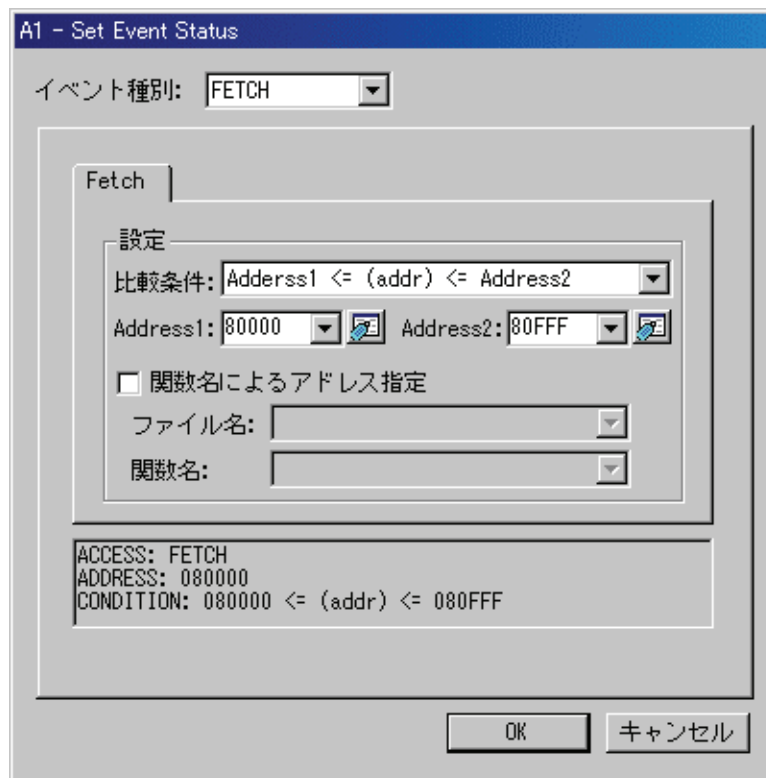 A1 - Set Event Status
イベント種別: FETCH
Fetch
設定
比較条件: Adderss1 <= (addr) <= Address2
Address1: 80000 Address2: 80FFF
関数名によるアドレス指定
ファイル名:
関数名:
ACCESS: FETCH
ADDRESS: 080000
CONDITION: 080000 <= (addr) <= 080FFF
OK キャンセル